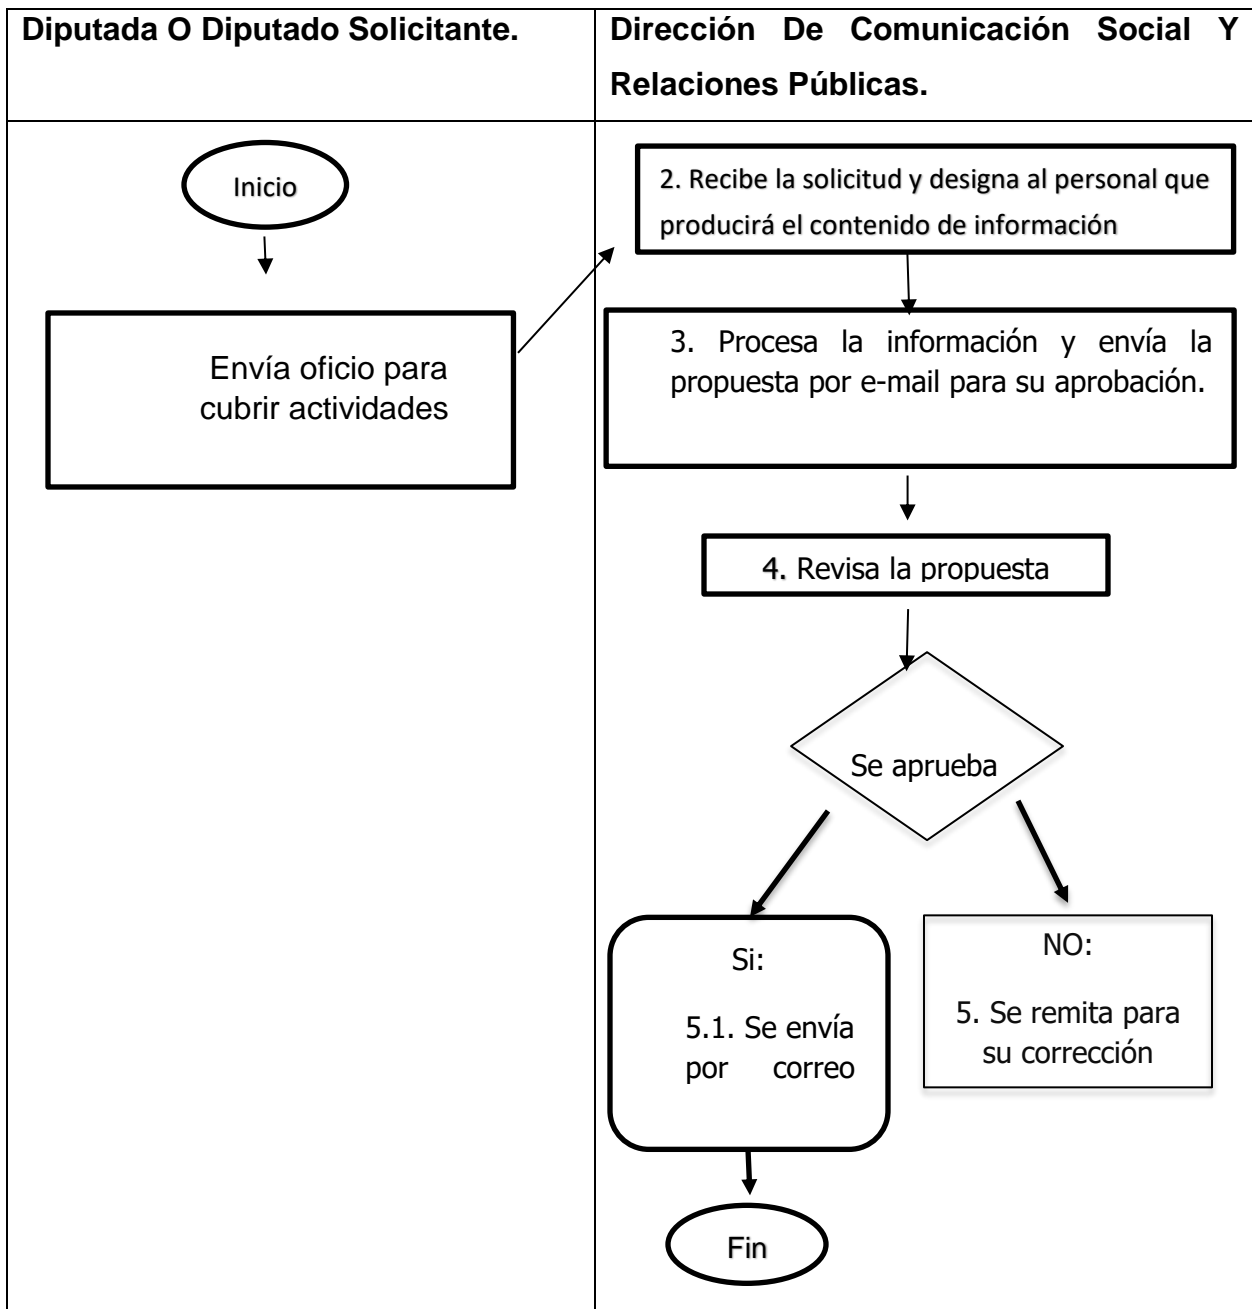 Diputada O Diputado Solicitante.
Dirección De Comunicación Social Y
Relaciones Públicas.
Inicio
Envía oficio para
cubrir actividades
2. Recibe la solicitud y designa al personal que
producirá el contenido de información
3. Procesa la información y envía la
propuesta por e-mail para su aprobación.
4. Revisa la propuesta
Se aprueba
Si:
5.1. Se envía
por correo
NO:
5. Se remita para
su corrección
Fin